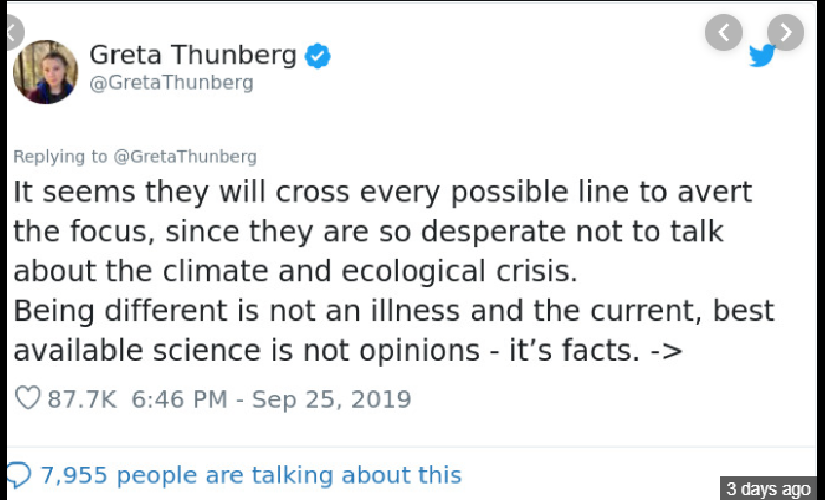 Greta Thunberg
@GretaThunberg
Replying to @GretaThunberg
It seems they will cross every possible line to avert
the focus, since they are so desperate not to talk
about the climate and ecological crisis.
Being different is not an illness and the current, best
available science is not opinions - it’s facts. ->
87.7K 6:46 PM - Sep 25, 2019
7,955 people are talking about this
3 days ago